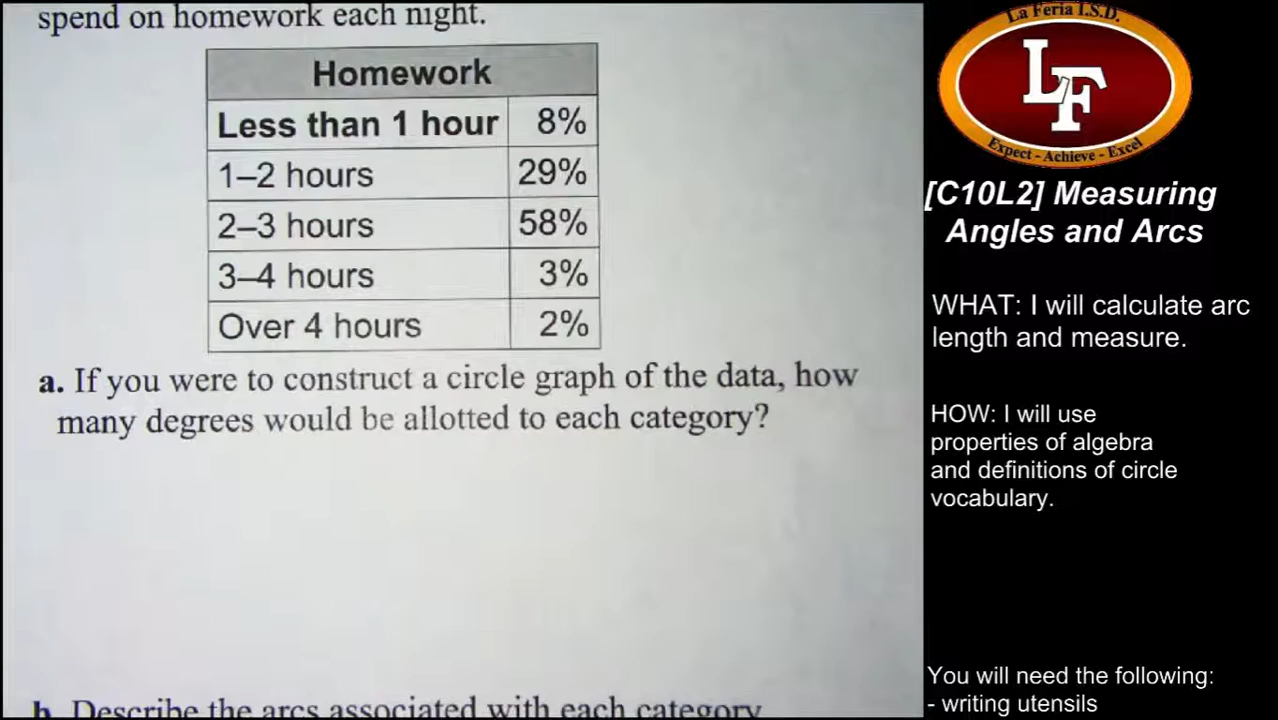 spend on homework each night.
Homework
Less than 1 hour 8%
1–2 hours 29%
2–3 hours 58%
3–4 hours 3%
Over 4 hours 2%
a. If you were to construct a circle graph of the data, how
many degrees would be allotted to each category?
b. Describe the arcs associated with each category
La Feria I.S.D.
LF
Expect - Achieve - Excel
[C10L2] Measuring
Angles and Arcs
WHAT: I will calculate arc
length and measure.
HOW: I will use
properties of algebra
and definitions of circle
vocabulary.
You will need the following:
- writing utensils